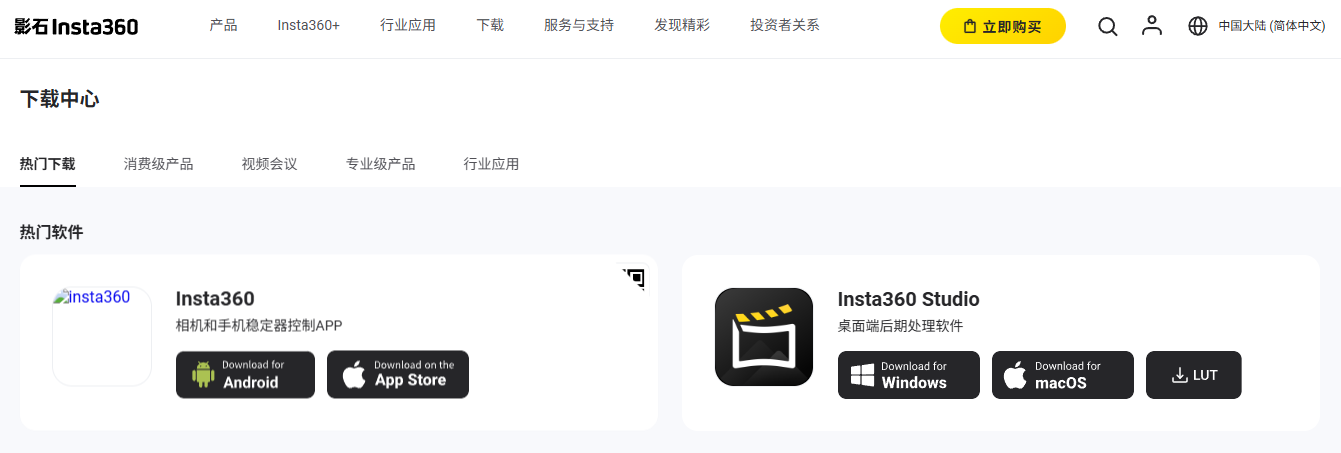 影石 Insta360 产品 Insta360+ 行业应用 下载 服务与支持 发现精彩 投资者关系 立即购买 中国大陆 (简体中文)
下载中心
热门下载 消费级产品 视频会议 专业级产品 行业应用
热门软件
insta360
Insta360
相机和手机稳定器控制APP
Download for
Android
Download on the
App Store
Insta360 Studio
桌面端后期处理软件
Download for
Windows
Download for
macOS
LUT